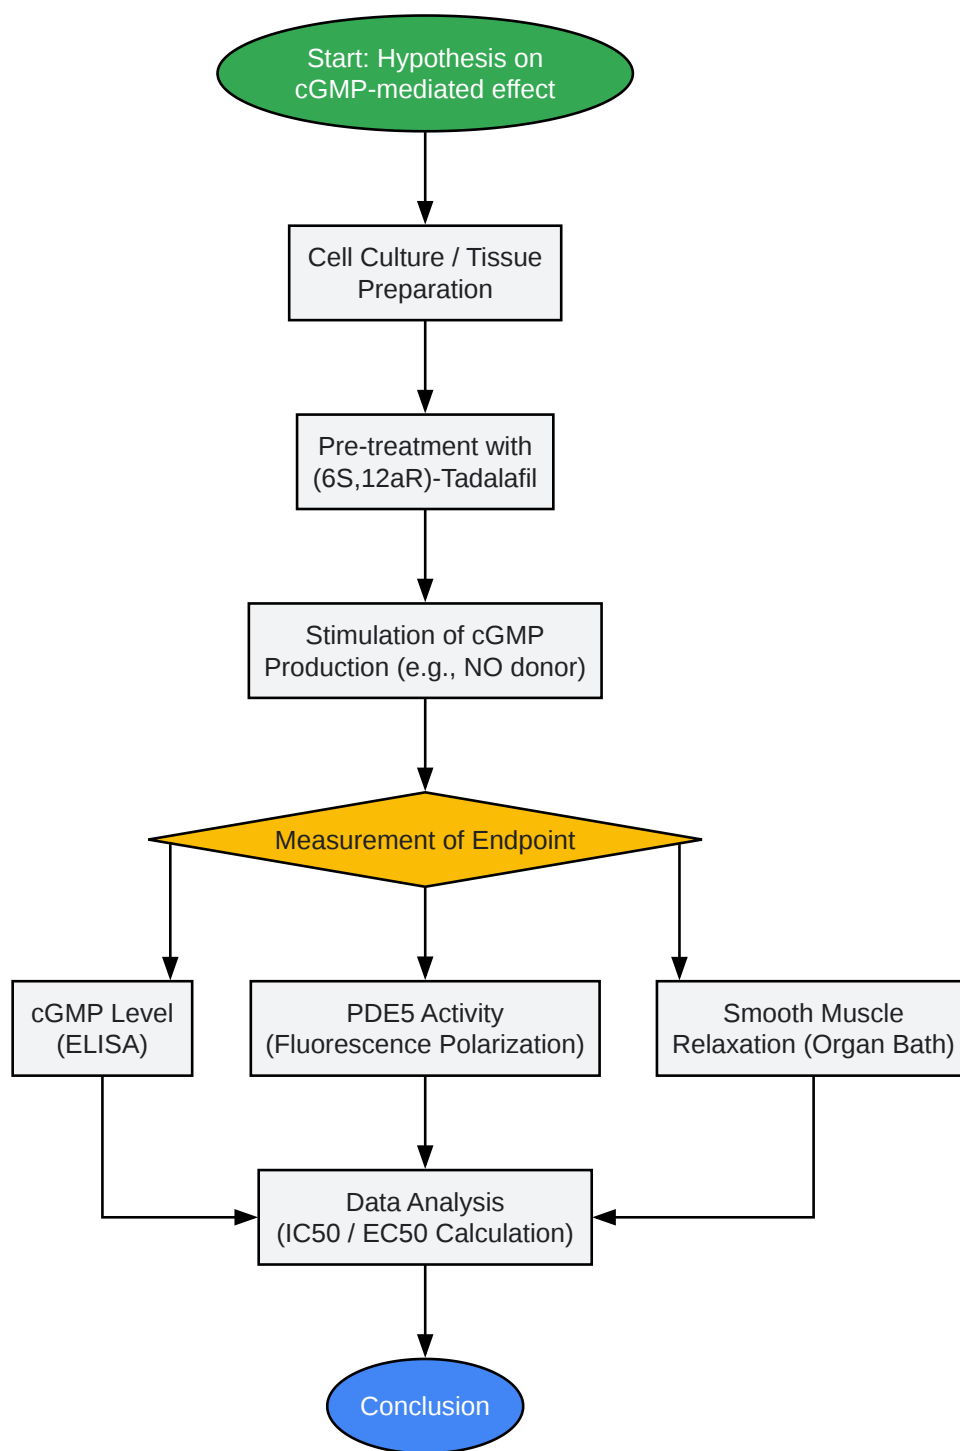 Start: Hypothesis on
cGMP-mediated effect
Cell Culture / Tissue
Preparation
Pre-treatment with
(6S,12aR)-Tadalafil
Stimulation of cGMP
Production (e.g., NO donor)
Measurement of Endpoint
cGMP Level
(ELISA)
PDE5 Activity
(Fluorescence Polarization)
Smooth Muscle
Relaxation (Organ Bath)
Data Analysis
(IC50 / EC50 Calculation)
Conclusion